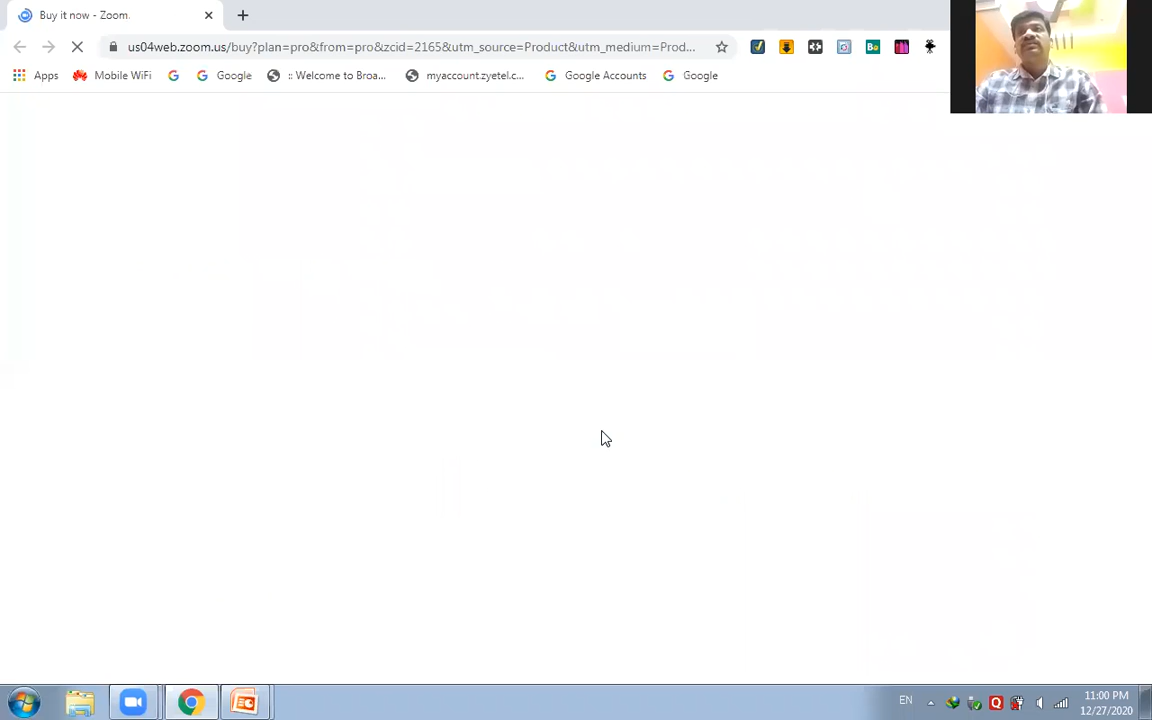 Buy it now - Zoom.
us04web.zoom.us/buy?plan=pro&from=pro&zcid=2165&utm_source=Product&utm_medium=Prod...
Apps Mobile WiFi Google :: Welcome to Broa... myaccount.zyetel.c... Google Accounts Google
EN
11:00 PM
12/27/2020